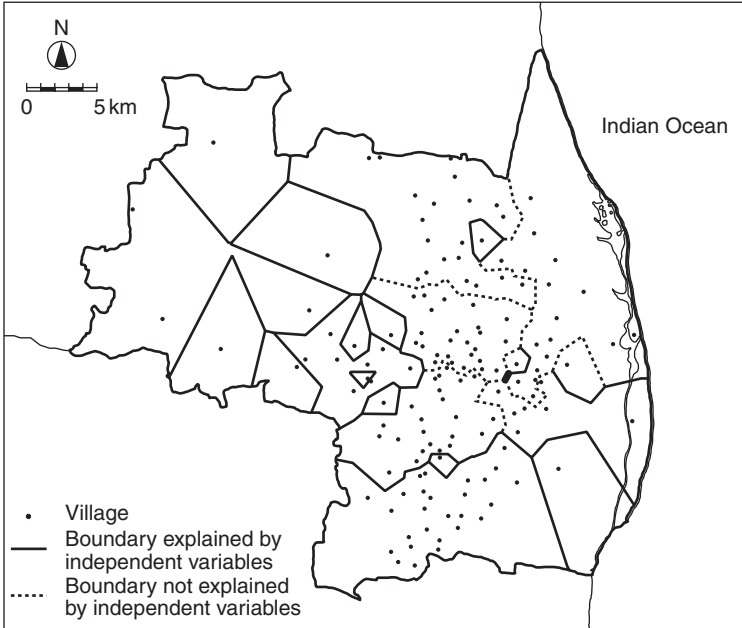 N
0 5 km
Indian Ocean
Village
Boundary explained by
independent variables
Boundary not explained
by independent variables